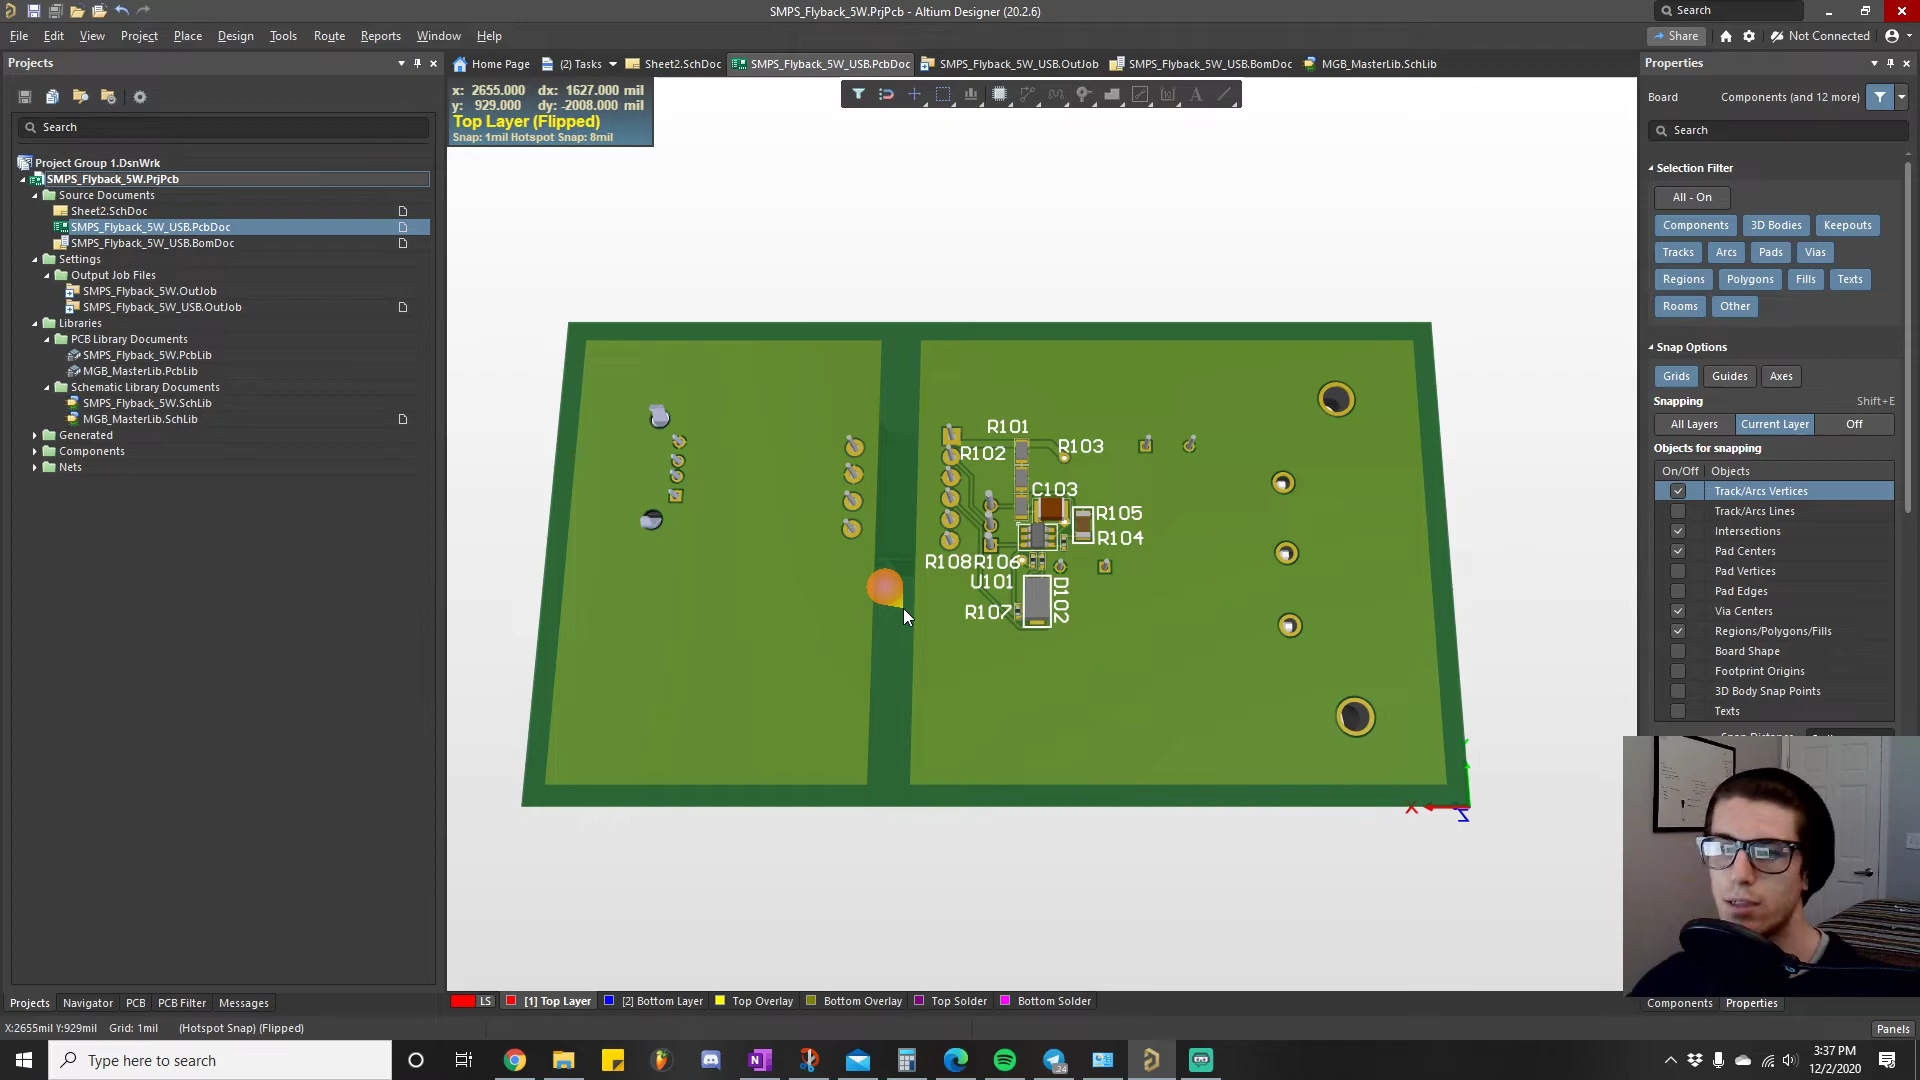 SMPS_Flyback_5W.PrjPcb - Altium Designer (20.2.6)
Search
File Edit View Project Place Design Tools Route Reports Window Help
Share
Not Connected
Projects
Home Page
(2) Tasks
Sheet2.SchDoc
SMPS_Flyback_5W_USB.PcbDoc
SMPS_Flyback_5W_USB.OutJob
SMPS_Flyback_5W_USB.BomDoc
MGB_MasterLib.SchLib
Properties
x: 2655.000 dx: 1627.000 mil
y: 929.000 dy: -2008.000 mil
Top Layer (Flipped)
Snap: 1mil Hotspot Snap: 8mil
Search
Project Group 1.DsnWrk
SMPS_Flyback_5W.PrjPcb
Source Documents
Sheet2.SchDoc
SMPS_Flyback_5W_USB.PcbDoc
SMPS_Flyback_5W_USB.BomDoc
Settings
Output Job Files
SMPS_Flyback_5W.OutJob
SMPS_Flyback_5W_USB.OutJob
Libraries
PCB Library Documents
SMPS_Flyback_5W.PcbLib
MGB_MasterLib.PcbLib
Schematic Library Documents
SMPS_Flyback_5W.SchLib
MGB_MasterLib.SchLib
Generated
Components
Nets
R101
R102
R103
C103
R105
R104
R108
R106
U101
D102
R107
X
Z
Board
Components (and 12 more)
Search
Selection Filter
All - On
Components 3D Bodies Keepouts
Tracks Arcs Pads Vias
Regions Polygons Fills Texts
Rooms Other
Snap Options
Grids Guides Axes
Snapping Shift+E
All Layers Current Layer Off
Objects for snapping
On/Off Objects
Track/Arcs Vertices
Track/Arcs Lines
Intersections
Pad Centers
Pad Vertices
Pad Edges
Via Centers
Regions/Polygons/Fills
Board Shape
Footprint Origins
3D Body Snap Points
Texts
Projects Navigator PCB PCB Filter Messages
LS
[1] Top Layer
[2] Bottom Layer
Top Overlay
Bottom Overlay
Top Solder
Bottom Solder
Components Properties
X:2655mil Y:929mil Grid: 1mil (Hotspot Snap) (Flipped)
Panels
Type here to search
24
3:37 PM
12/2/2020